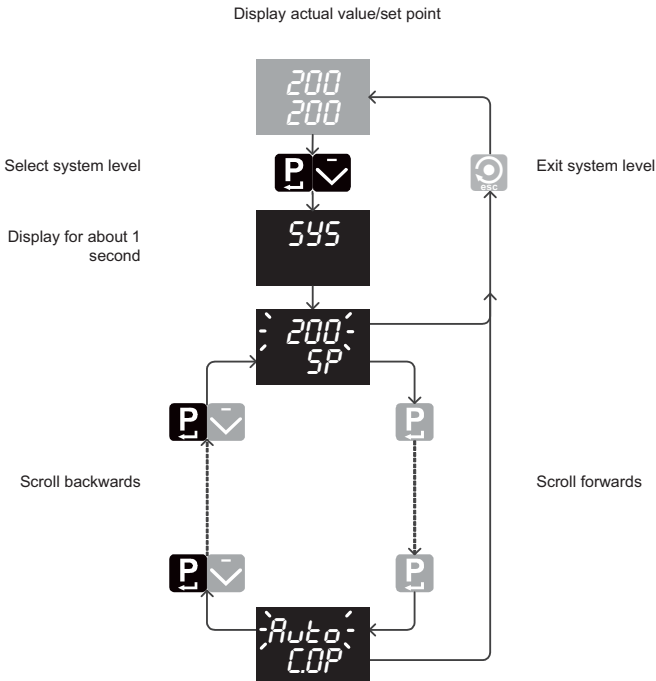 Display actual value/set point
200
200
Select system level
P
esc
Exit system level
Display for about 1
second
SYS
200
SP
P
P
Scroll backwards
Scroll forwards
P
P
Auto
C.OP